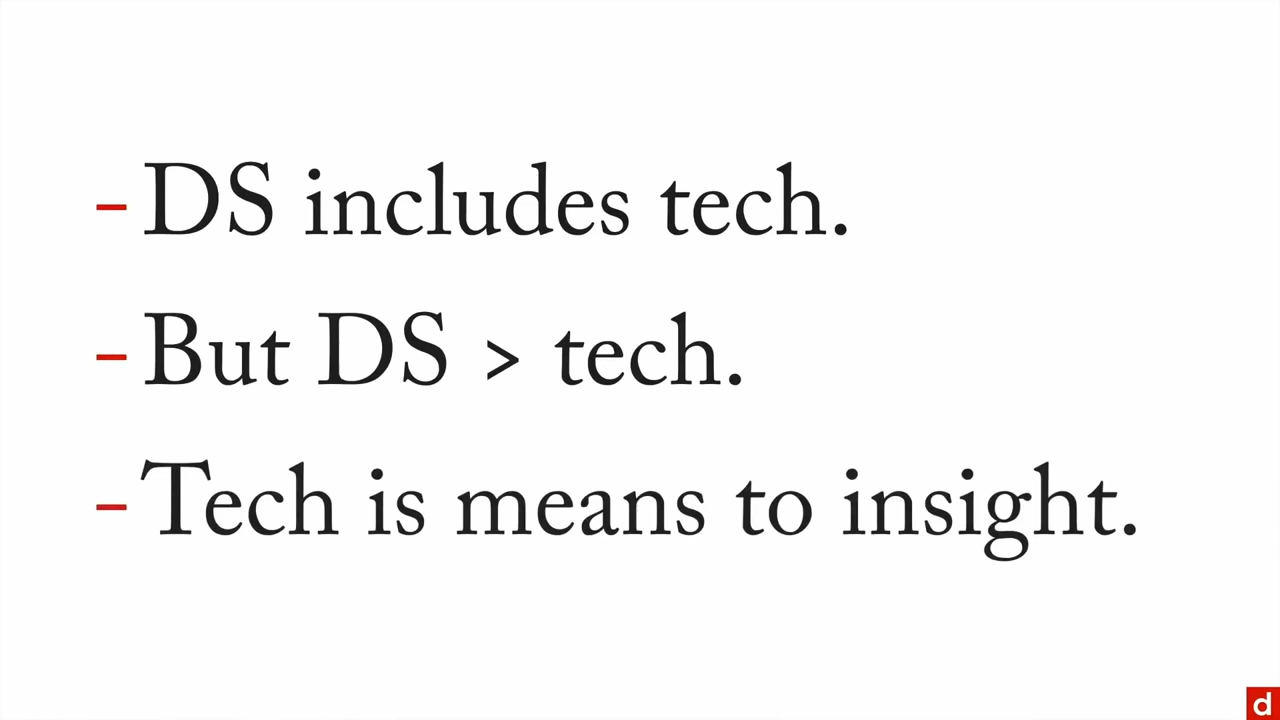 – DS includes tech.
– But DS > tech.
– Tech is means to insight.
d